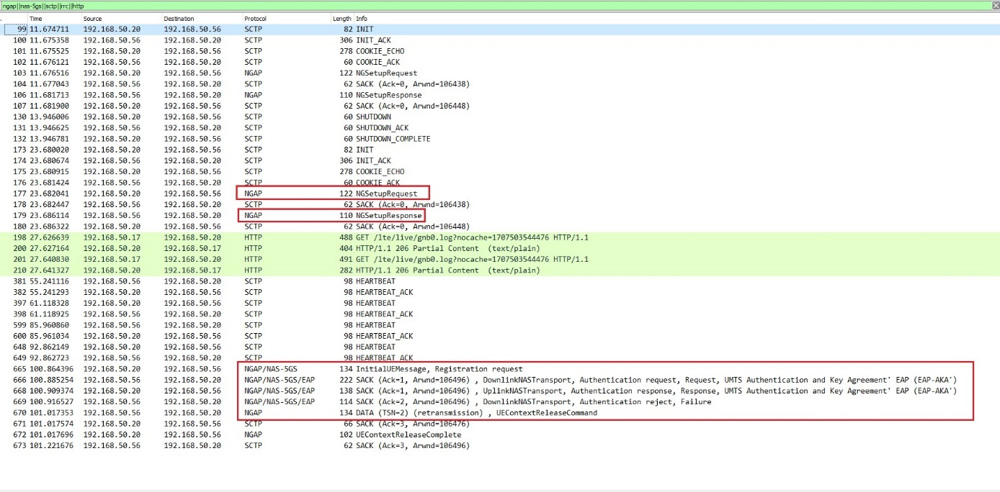 ngap||nas-5gs||sctp||rrc||http
. Time Source Destination Protocol Length Info
99 11.674711 192.168.50.20 192.168.50.56 SCTP 82 INIT
100 11.675358 192.168.50.56 192.168.50.20 SCTP 306 INIT_ACK
101 11.675525 192.168.50.20 192.168.50.56 SCTP 278 COOKIE_ECHO
102 11.676121 192.168.50.56 192.168.50.20 SCTP 60 COOKIE_ACK
103 11.676516 192.168.50.20 192.168.50.56 NGAP 122 NGSetupRequest
104 11.677043 192.168.50.56 192.168.50.20 SCTP 62 SACK (Ack=0, Arwnd=106438)
106 11.681713 192.168.50.56 192.168.50.20 NGAP 110 NGSetupResponse
107 11.681900 192.168.50.20 192.168.50.56 SCTP 62 SACK (Ack=0, Arwnd=106448)
130 13.946006 192.168.50.20 192.168.50.56 SCTP 60 SHUTDOWN
131 13.946625 192.168.50.56 192.168.50.20 SCTP 60 SHUTDOWN_ACK
132 13.946781 192.168.50.20 192.168.50.56 SCTP 60 SHUTDOWN_COMPLETE
173 23.680020 192.168.50.20 192.168.50.56 SCTP 82 INIT
174 23.680674 192.168.50.56 192.168.50.20 SCTP 306 INIT_ACK
175 23.680915 192.168.50.20 192.168.50.56 SCTP 278 COOKIE_ECHO
176 23.681424 192.168.50.56 192.168.50.20 SCTP 60 COOKIE_ACK
177 23.682041 192.168.50.20 192.168.50.56 NGAP 122 NGSetupRequest
178 23.682447 192.168.50.56 192.168.50.20 SCTP 62 SACK (Ack=0, Arwnd=106438)
179 23.686114 192.168.50.56 192.168.50.20 NGAP 110 NGSetupResponse
180 23.686322 192.168.50.20 192.168.50.56 SCTP 62 SACK (Ack=0, Arwnd=106448)
198 27.626639 192.168.50.17 192.168.50.20 HTTP 488 GET /lte/live/gnb0.log?nocache=1707503544476 HTTP/1.1
200 27.627164 192.168.50.20 192.168.50.17 HTTP 404 HTTP/1.1 206 Partial Content (text/plain)
201 27.640830 192.168.50.17 192.168.50.20 HTTP 491 GET /lte/live/gnb0.log?nocache=1707503544476 HTTP/1.1
210 27.641327 192.168.50.20 192.168.50.17 HTTP 282 HTTP/1.1 206 Partial Content (text/plain)
381 55.241116 192.168.50.56 192.168.50.20 SCTP 98 HEARTBEAT
382 55.241293 192.168.50.20 192.168.50.56 SCTP 98 HEARTBEAT_ACK
397 61.118328 192.168.50.20 192.168.50.56 SCTP 98 HEARTBEAT
398 61.118925 192.168.50.56 192.168.50.20 SCTP 98 HEARTBEAT_ACK
599 85.960860 192.168.50.56 192.168.50.20 SCTP 98 HEARTBEAT
600 85.961034 192.168.50.20 192.168.50.56 SCTP 98 HEARTBEAT_ACK
648 92.862149 192.168.50.20 192.168.50.56 SCTP 98 HEARTBEAT
649 92.862723 192.168.50.56 192.168.50.20 SCTP 98 HEARTBEAT_ACK
665 100.864396 192.168.50.20 192.168.50.56 NGAP/NAS-5GS 134 InitialUEMessage, Registration request
666 100.885254 192.168.50.56 192.168.50.20 NGAP/NAS-5GS/EAP 222 SACK (Ack=1, Arwnd=106496) , DownlinkNASTransport, Authentication request, Request, UMTS Authentication and Key Agreement' EAP (EAP-AKA')
668 100.909374 192.168.50.20 192.168.50.56 NGAP/NAS-5GS/EAP 138 SACK (Ack=1, Arwnd=106496) , UplinkNASTransport, Authentication response, Response, UMTS Authentication and Key Agreement' EAP (EAP-AKA')
669 100.916527 192.168.50.56 192.168.50.20 NGAP/NAS-5GS/EAP 114 SACK (Ack=2, Arwnd=106496) , DownlinkNASTransport, Authentication reject, Failure
670 101.017353 192.168.50.56 192.168.50.20 NGAP 134 DATA (TSN=2) (retransmission) , UEContextReleaseCommand
671 101.017574 192.168.50.20 192.168.50.56 SCTP 66 SACK (Ack=3, Arwnd=106476)
672 101.017696 192.168.50.20 192.168.50.56 NGAP 102 UEContextReleaseComplete
673 101.221676 192.168.50.56 192.168.50.20 SCTP 62 SACK (Ack=3, Arwnd=106496)